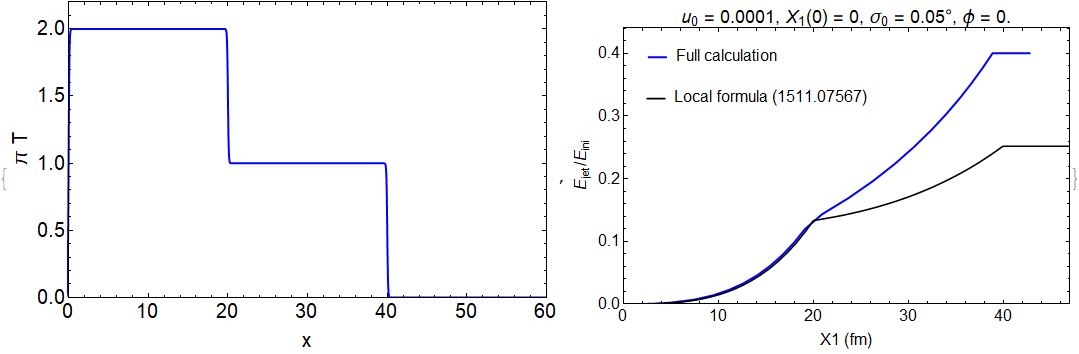 {
π T
2.0
1.5
1.0
0.5
0.0
0 10 20 30 40 50 60
x
,
u₀ = 0.0001, X₁(0) = 0, σ₀ = 0.05°, ϕ = 0.
Full calculation
Local formula (1511.07567)
E_jet/E_ini
0.4
0.3
0.2
0.1
0.0
0 10 20 30 40
X1 (fm)
}